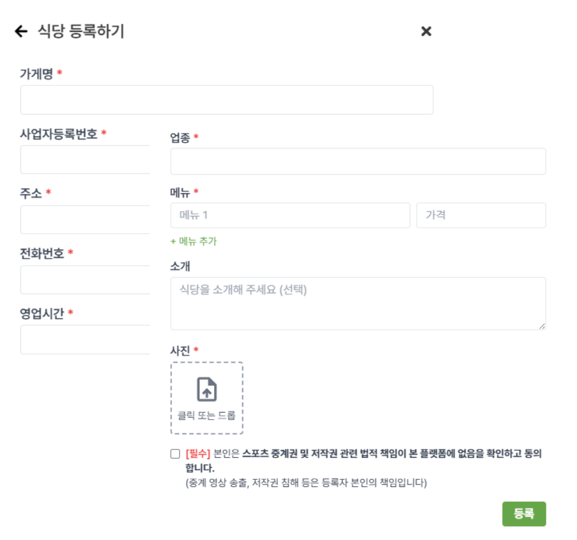 식당 등록하기
가게명 *
사업자등록번호 *
주소 *
전화번호 *
영업시간 *
업종 *
메뉴 *
메뉴 1
가격
+ 메뉴 추가
소개
식당을 소개해 주세요 (선택)
사진 *
클릭 또는 드롭
[필수] 본인은 스포츠 중계권 및 저작권 관련 법적 책임이 본 플랫폼에 없음을 확인하고 동의
합니다.
(중계 영상 송출, 저작권 침해 등은 등록자 본인의 책임입니다)
등록